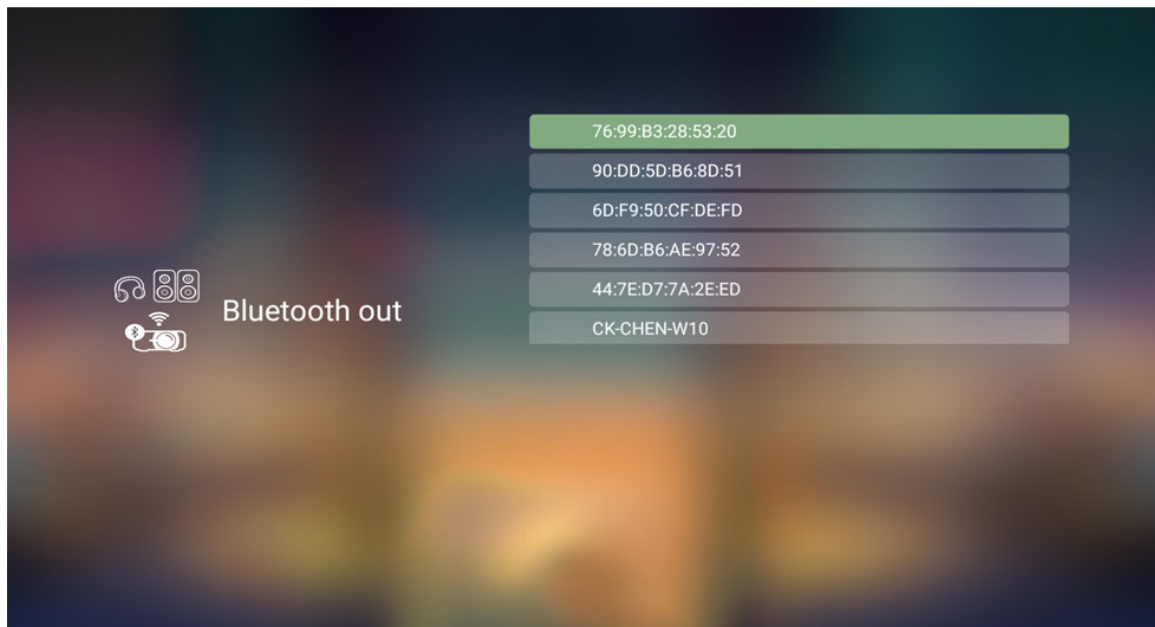 Bluetooth out
76:99:B3:28:53:20
90:DD:5D:B6:8D:51
6D:F9:50:CF:DE:FD
78:6D:B6:AE:97:52
44:7E:D7:7A:2E:ED
CK-CHEN-W10